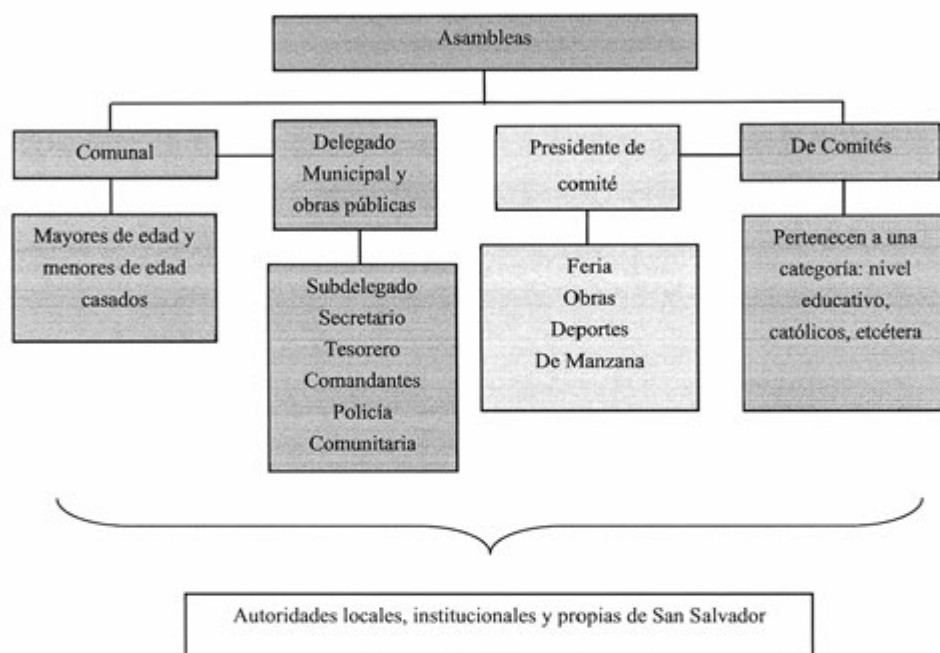 Asambleas
Comunal
Delegado
Municipal y
obras públicas
Presidente de
comité
De Comités
Mayores de edad y
menores de edad
casados
Subdelegado
Secretario
Tesorero
Comandantes
Policía
Comunitaria
Feria
Obras
Deportes
De Manzana
Pertenecen a una
categoría: nivel
educativo,
católicos, etcétera
Autoridades locales, institucionales y propias de San Salvador